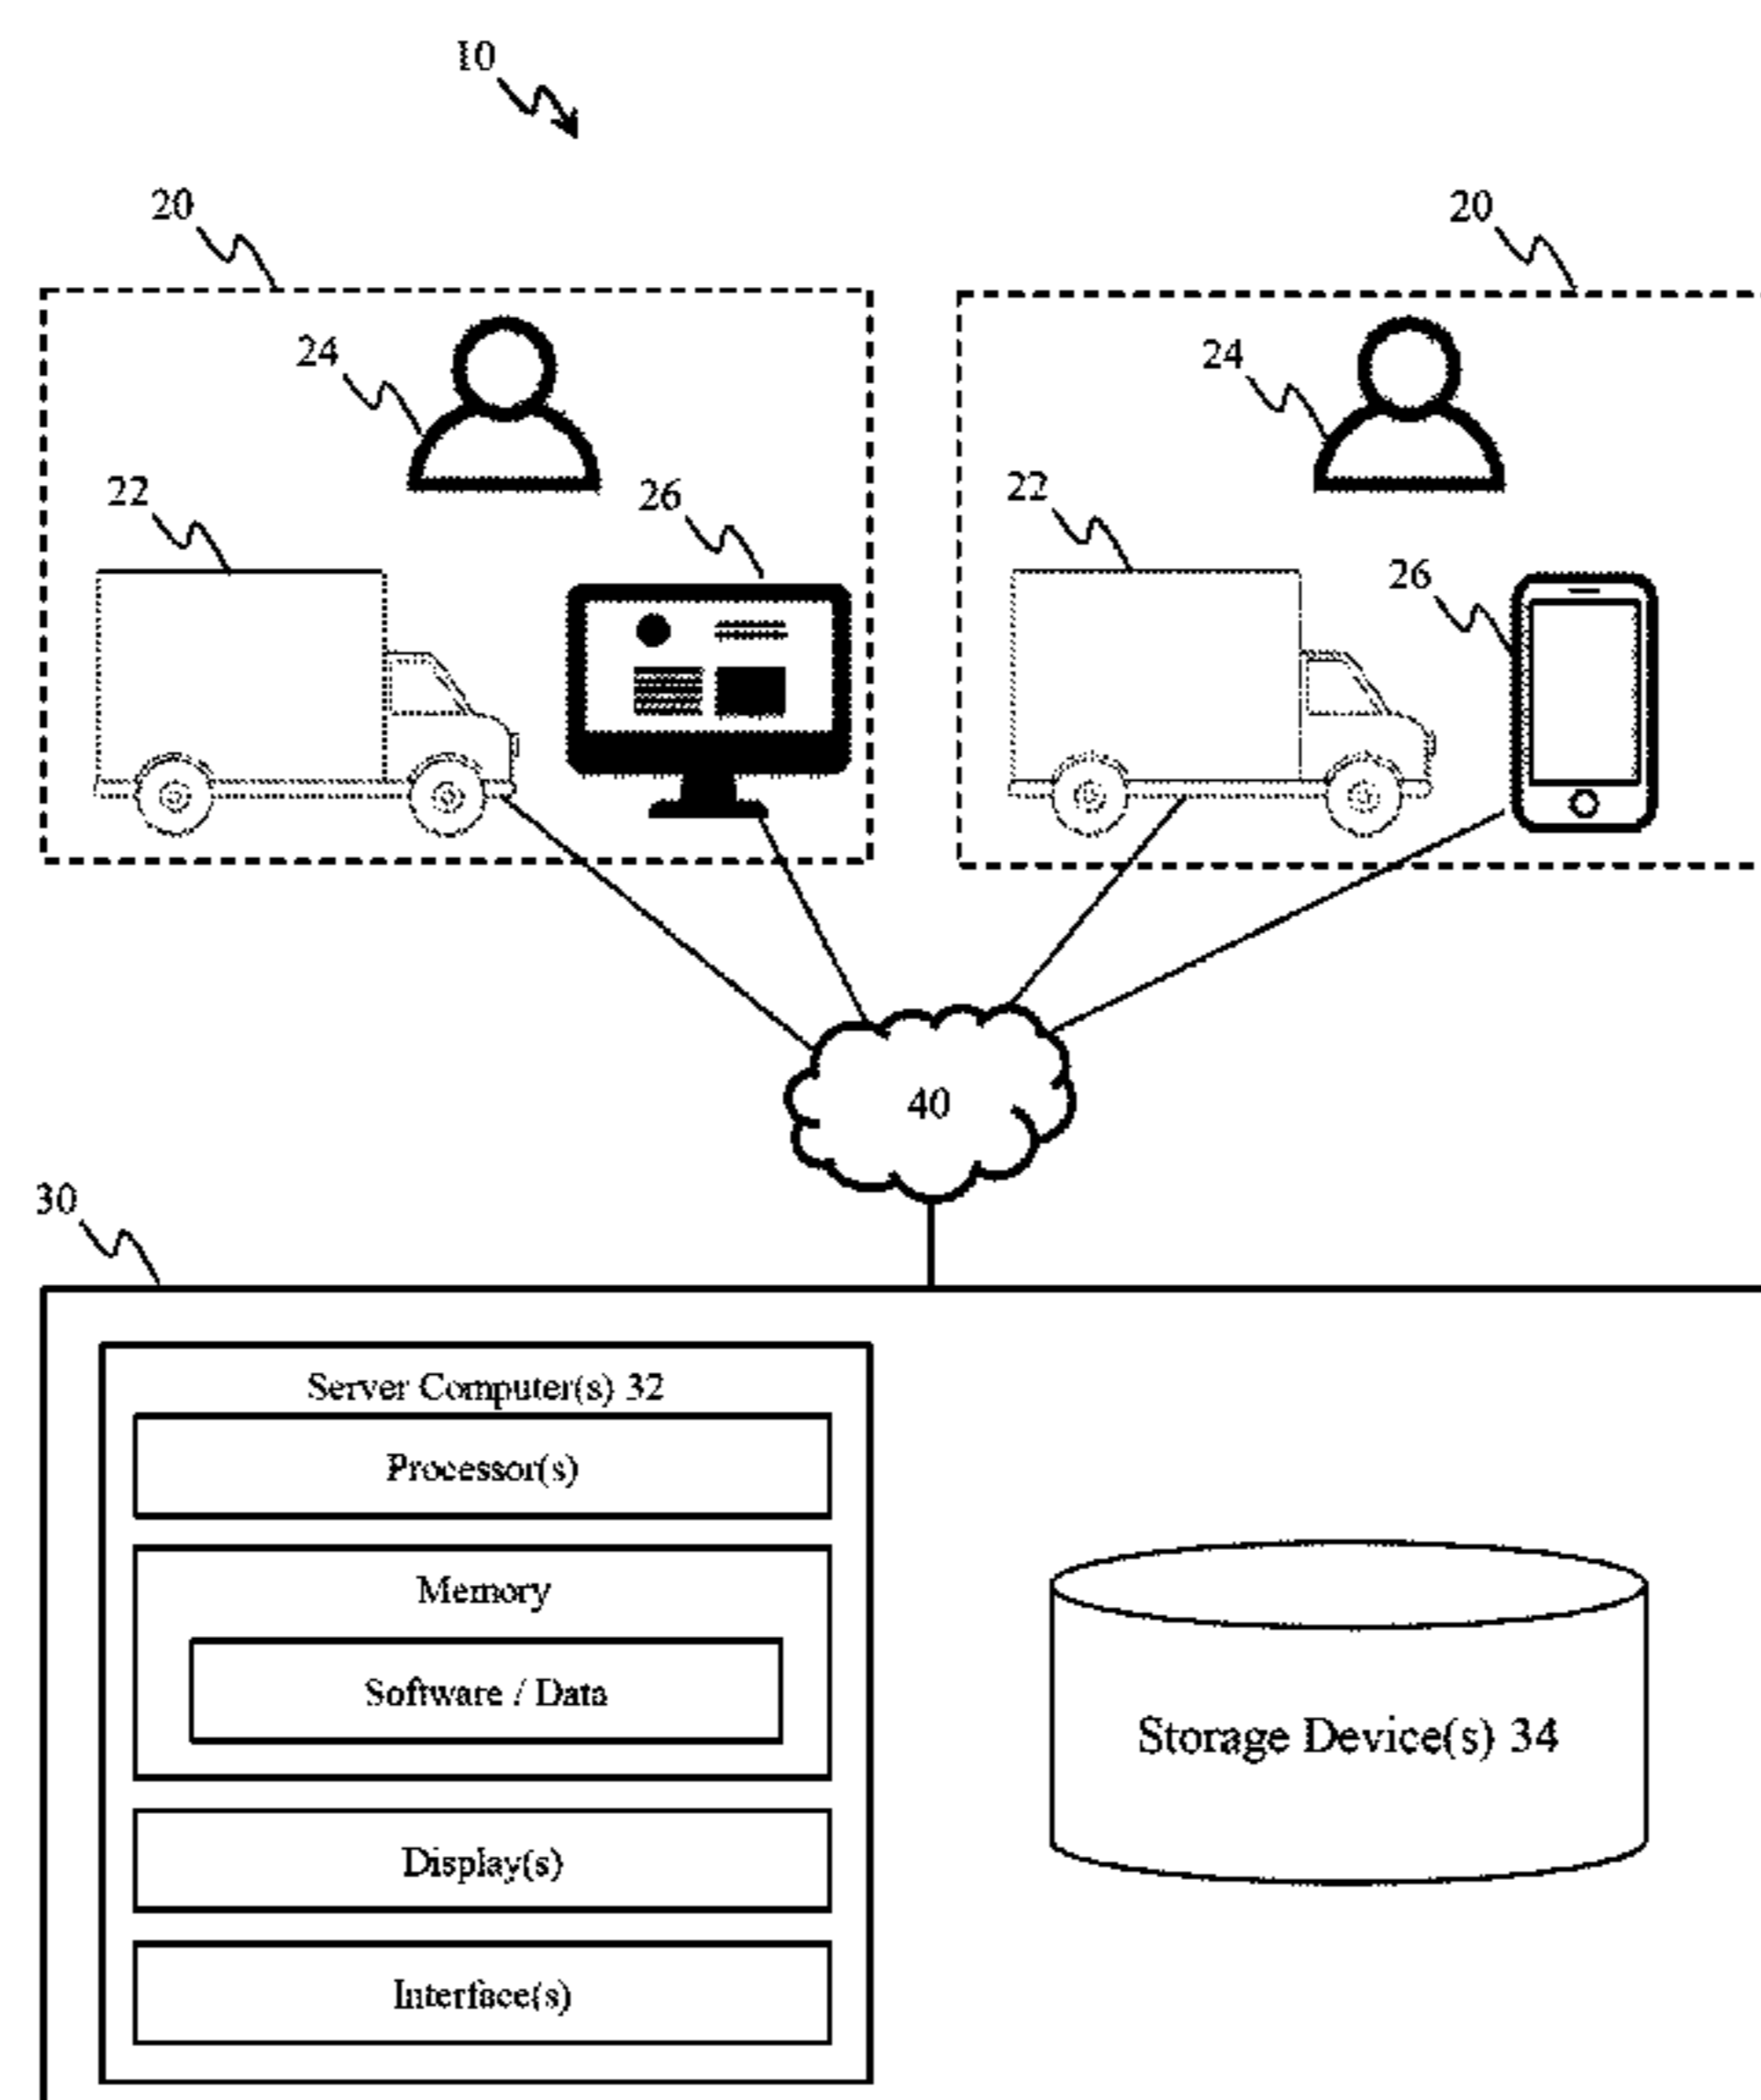 10
20
20
24
24
22
26
22
26
40
30
Server Computer(s) 32
Processor(s)
Memory
Software / Data
Storage Device(s) 34
Display(s)
Interface(s)